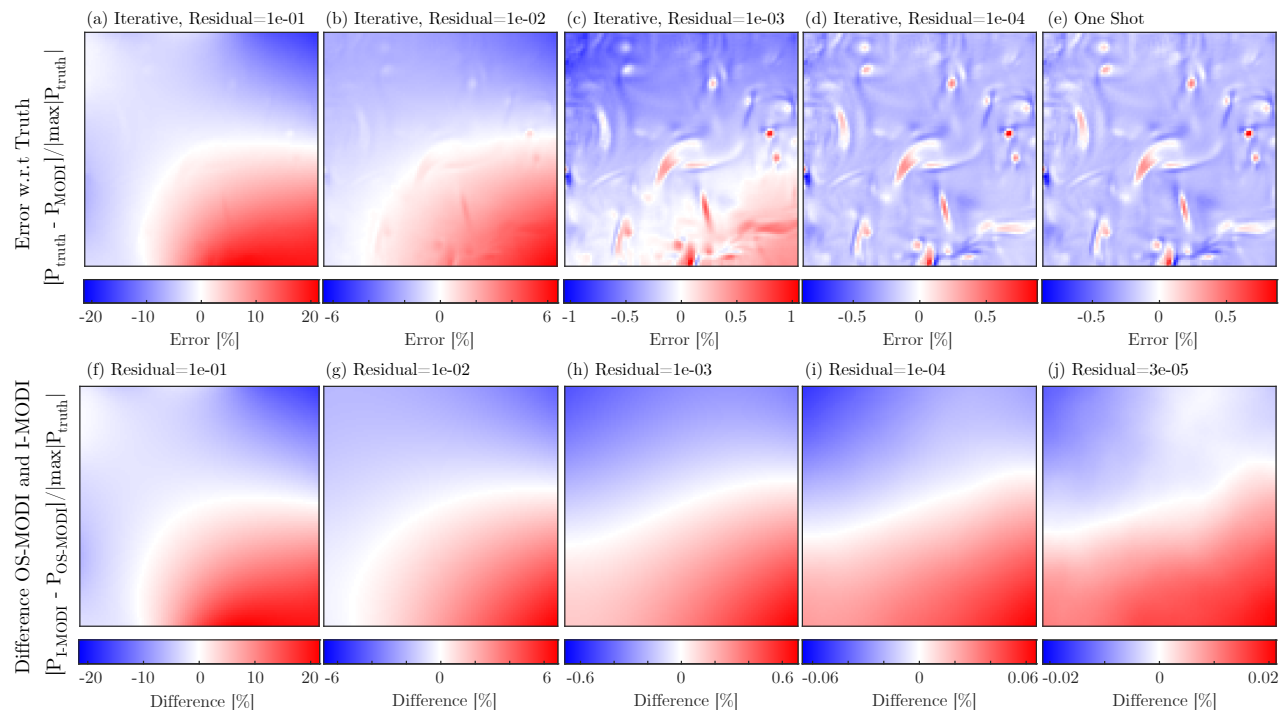 (a) Iterative, Residual=1e-01
(b) Iterative, Residual=1e-02
(c) Iterative, Residual=1e-03
(d) Iterative, Residual=1e-04
(e) One Shot
Error w.r.t Truth
|P_truth - P_MODI|/|max|P_truth|
-20 -10 0 10 20
-6 0 6
-1 -0.5 0 0.5 1
-0.5 0 0.5
-0.5 0 0.5
Error [%]
Error [%]
Error [%]
Error [%]
Error [%]
(f) Residual=1e-01
(g) Residual=1e-02
(h) Residual=1e-03
(i) Residual=1e-04
(j) Residual=3e-05
Difference OS-MODI and I-MODI
|P_I-MODI - P_OS-MODI|/|max|P_truth|
-20 -10 0 10 20
-6 0 6
-0.6 0 0.6
-0.06 0 0.06
-0.02 0 0.02
Difference [%]
Difference [%]
Difference [%]
Difference [%]
Difference [%]